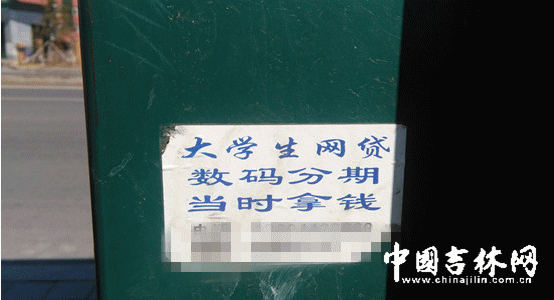 大学生网贷
数码分期
当时拿钱
中国吉林网
www.chinajilin.com.cn